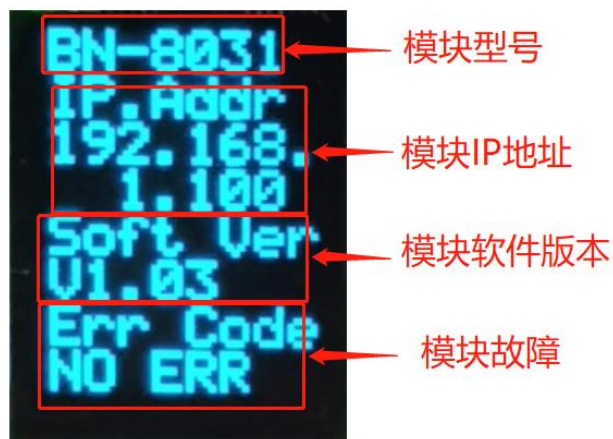 BN-8031
模块型号
IP.Addr
192.168.
1.100
模块IP地址
Soft Ver
V1.03
模块软件版本
Err Code
NO ERR
模块故障